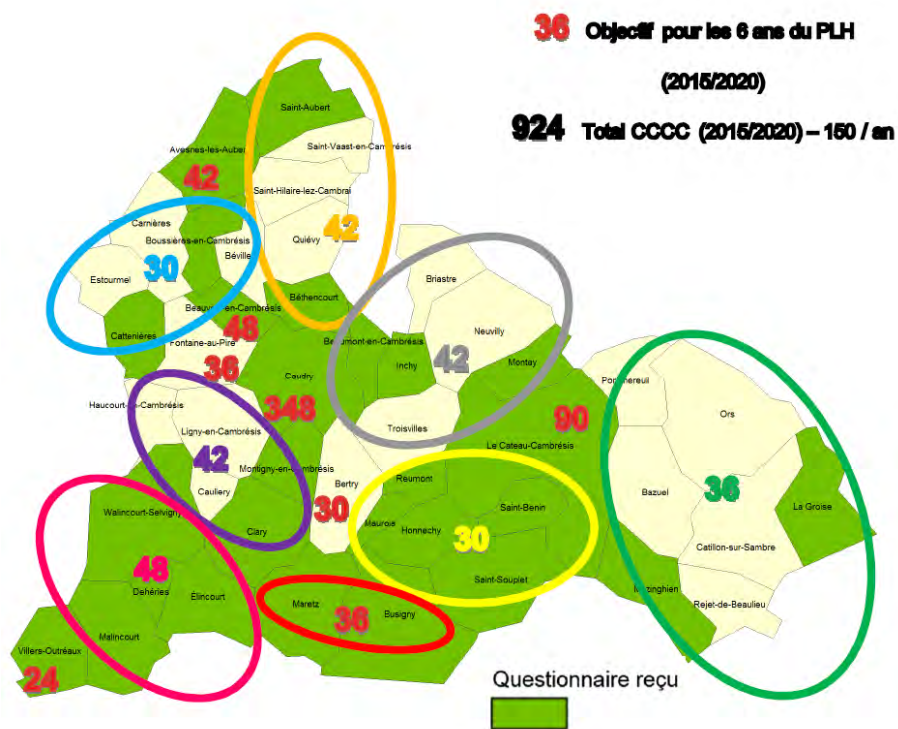 36 Objectif pour les 6 ans du PLH
(2015/2020)
924 Total CCCC (2015/2020) – 150 / an
Saint-Aubert
Saint-Vaast-en-Cambrésis
Avesnes-les-Aubert
42
Saint-Hilaire-lez-Cambrai
Carnières
42
Boussières-en-Cambrésis
Quiévy
Béville
30
Estourmel
Briastre
Béthencourt
Beauvois-en-Cambrésis
48
Neuvilly
Cattenières
Fontaine-au-Pire
Beaumont-en-Cambrésis
Inchy
42
Montay
36
Caudry
Ors
Haucourt-en-Cambrésis
348
90
Troisvilles
Ligny-en-Cambrésis
Le Cateau-Cambrésis
42
Montigny-en-Cambrésis
Bertry
Reumont
Bazuel
36
Caullery
30
Saint-Benin
La Groise
Walincourt-Selvigny
Maurois
Honnechy
Clary
30
Catillon-sur-Sambre
48
Saint-Souplet
Dehéries
Élincourt
Maretz
36
Busigny
Rejet-de-Beaulieu
Malincourt
Villers-Outréaux
24
Questionnaire reçu